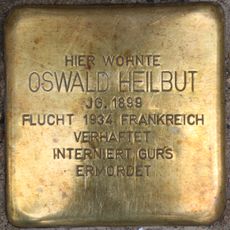 HIER WOHNTE
OSWALD HEILBUT
JG. 1899
FLUCHT 1934 FRANKREICH
VERHAFTET
INTERNIERT GURS
ERMORDET